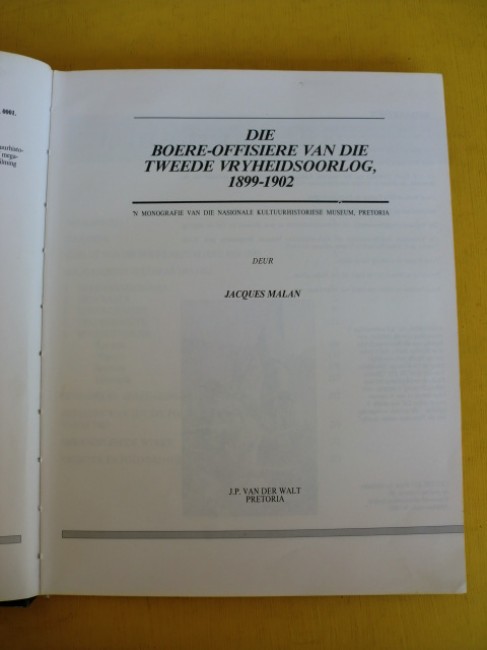 0001.
DIE
BOERE-OFFISIERE VAN DIE
TWEEDE VRYHEIDSOORLOG,
1899-1902
'N MONOGRAFIE VAN DIE NASIONALE KULTUURHISTORIESE MUSEUM, PRETORIA
DEUR
JACQUES MALAN
J.P. VAN DER WALT
PRETORIA